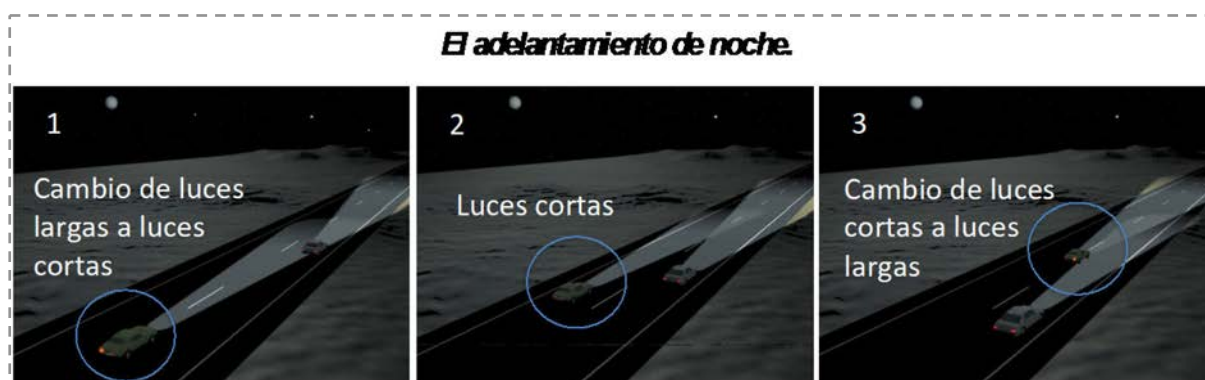 El adelantamiento de noche.
1
Cambio de luces
largas a luces
cortas
2
Luces cortas
3
Cambio de luces
cortas a luces
largas